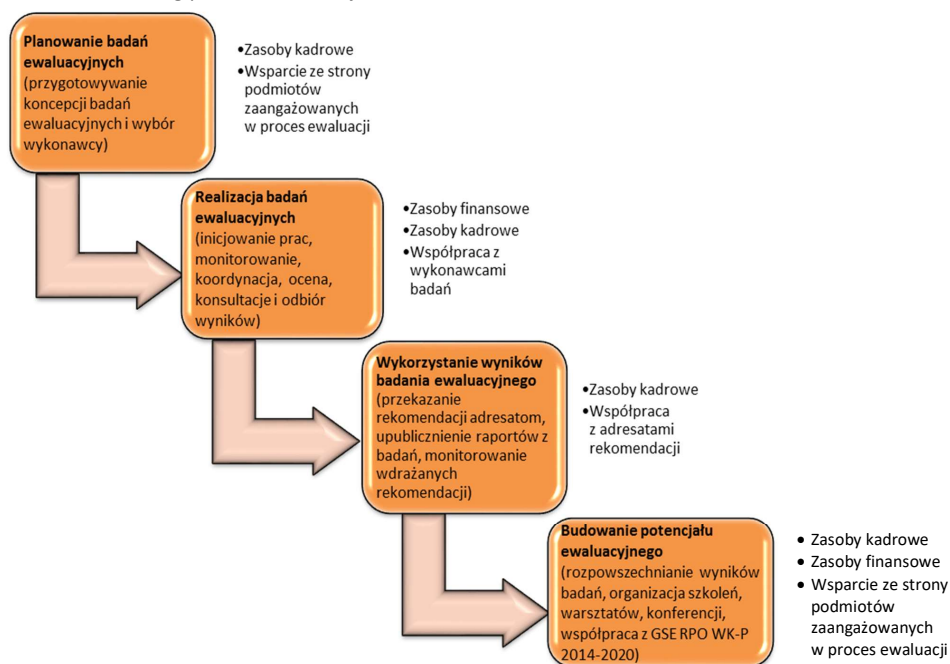 Planowanie badań
ewaluacyjnych
(przygotowywanie
koncepcji badań
ewaluacyjnych i wybór
wykonawcy)
•Zasoby kadrowe
•Wsparcie ze strony
podmiotów
zaangażowanych
w proces ewaluacji
Realizacja badań
ewaluacyjnych
(inicjowanie prac,
monitorowanie,
koordynacja, ocena,
konsultacje i odbiór
wyników)
•Zasoby finansowe
•Zasoby kadrowe
•Współpraca z
wykonawcami
badań
Wykorzystanie wyników
badania ewaluacyjnego
(przekazanie
rekomendacji adresatom,
upublicznienie raportów z
badań, monitorowanie
wdrażanych
rekomendacji)
•Zasoby kadrowe
•Współpraca
z adresatami
rekomendacji
Budowanie potencjału
ewaluacyjnego
(rozpowszechnianie wyników
badań, organizacja szkoleń,
warsztatów, konferencji,
współpraca z GSE RPO WK-P
2014-2020)
• Zasoby kadrowe
• Zasoby finansowe
• Wsparcie ze strony
podmiotów
zaangażowanych
w proces ewaluacji